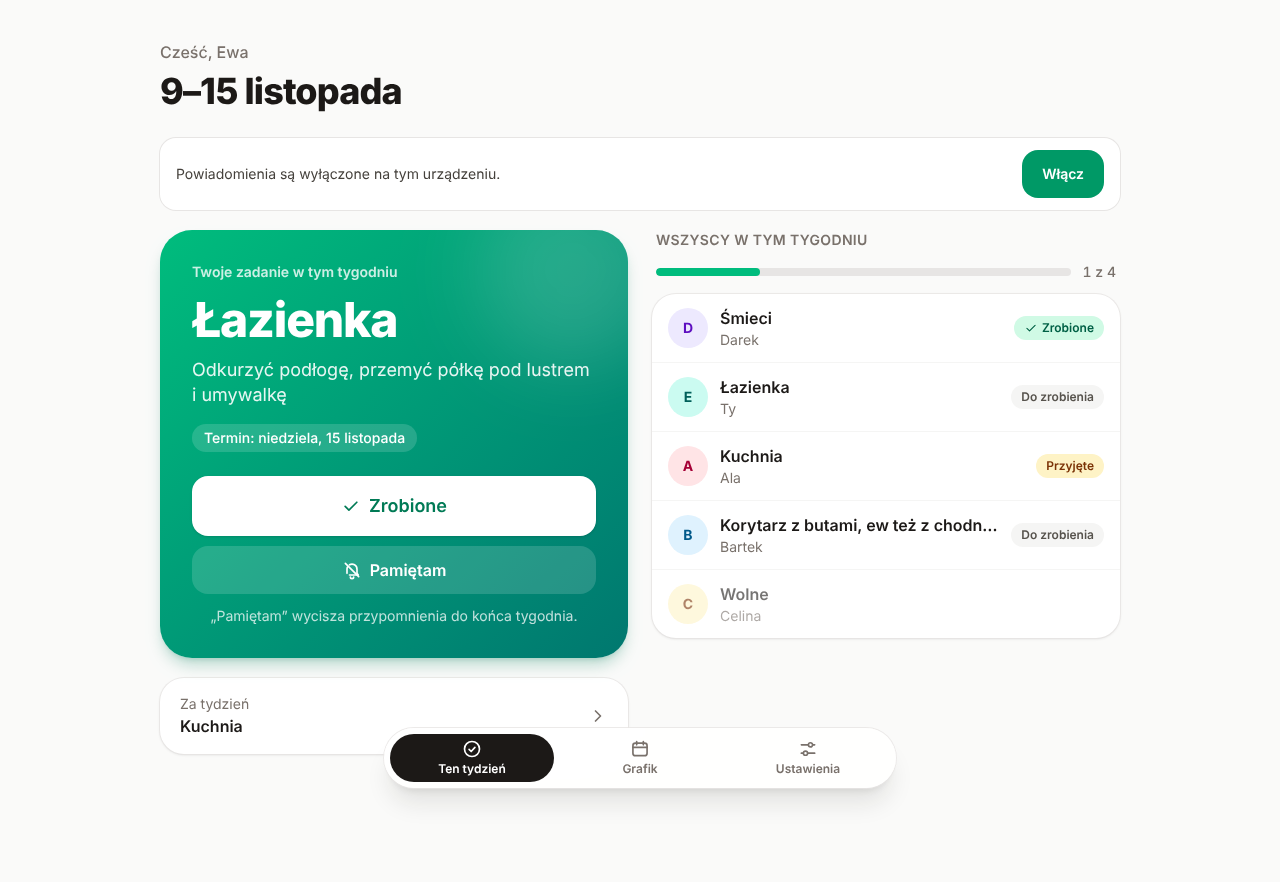 Cześć, Ewa
9–15 listopada
Powiadomienia są wyłączone na tym urządzeniu.
Włącz
Twoje zadanie w tym tygodniu
Łazienka
Odkurzyć podłogę, przemyć półkę pod lustrem
i umywalkę
Termin: niedziela, 15 listopada
Zrobione
Pamiętam
„Pamiętam” wycisza przypomnienia do końca tygodnia.
Za tydzień
Kuchnia
WSZYSCY W TYM TYGODNIU
1 z 4
D
Śmieci
Darek
Zrobione
E
Łazienka
Ty
Do zrobienia
A
Kuchnia
Ala
Przyjęte
B
Korytarz z butami, ew też z chodn…
Bartek
Do zrobienia
C
Wolne
Celina
Ten tydzień
Grafik
Ustawienia